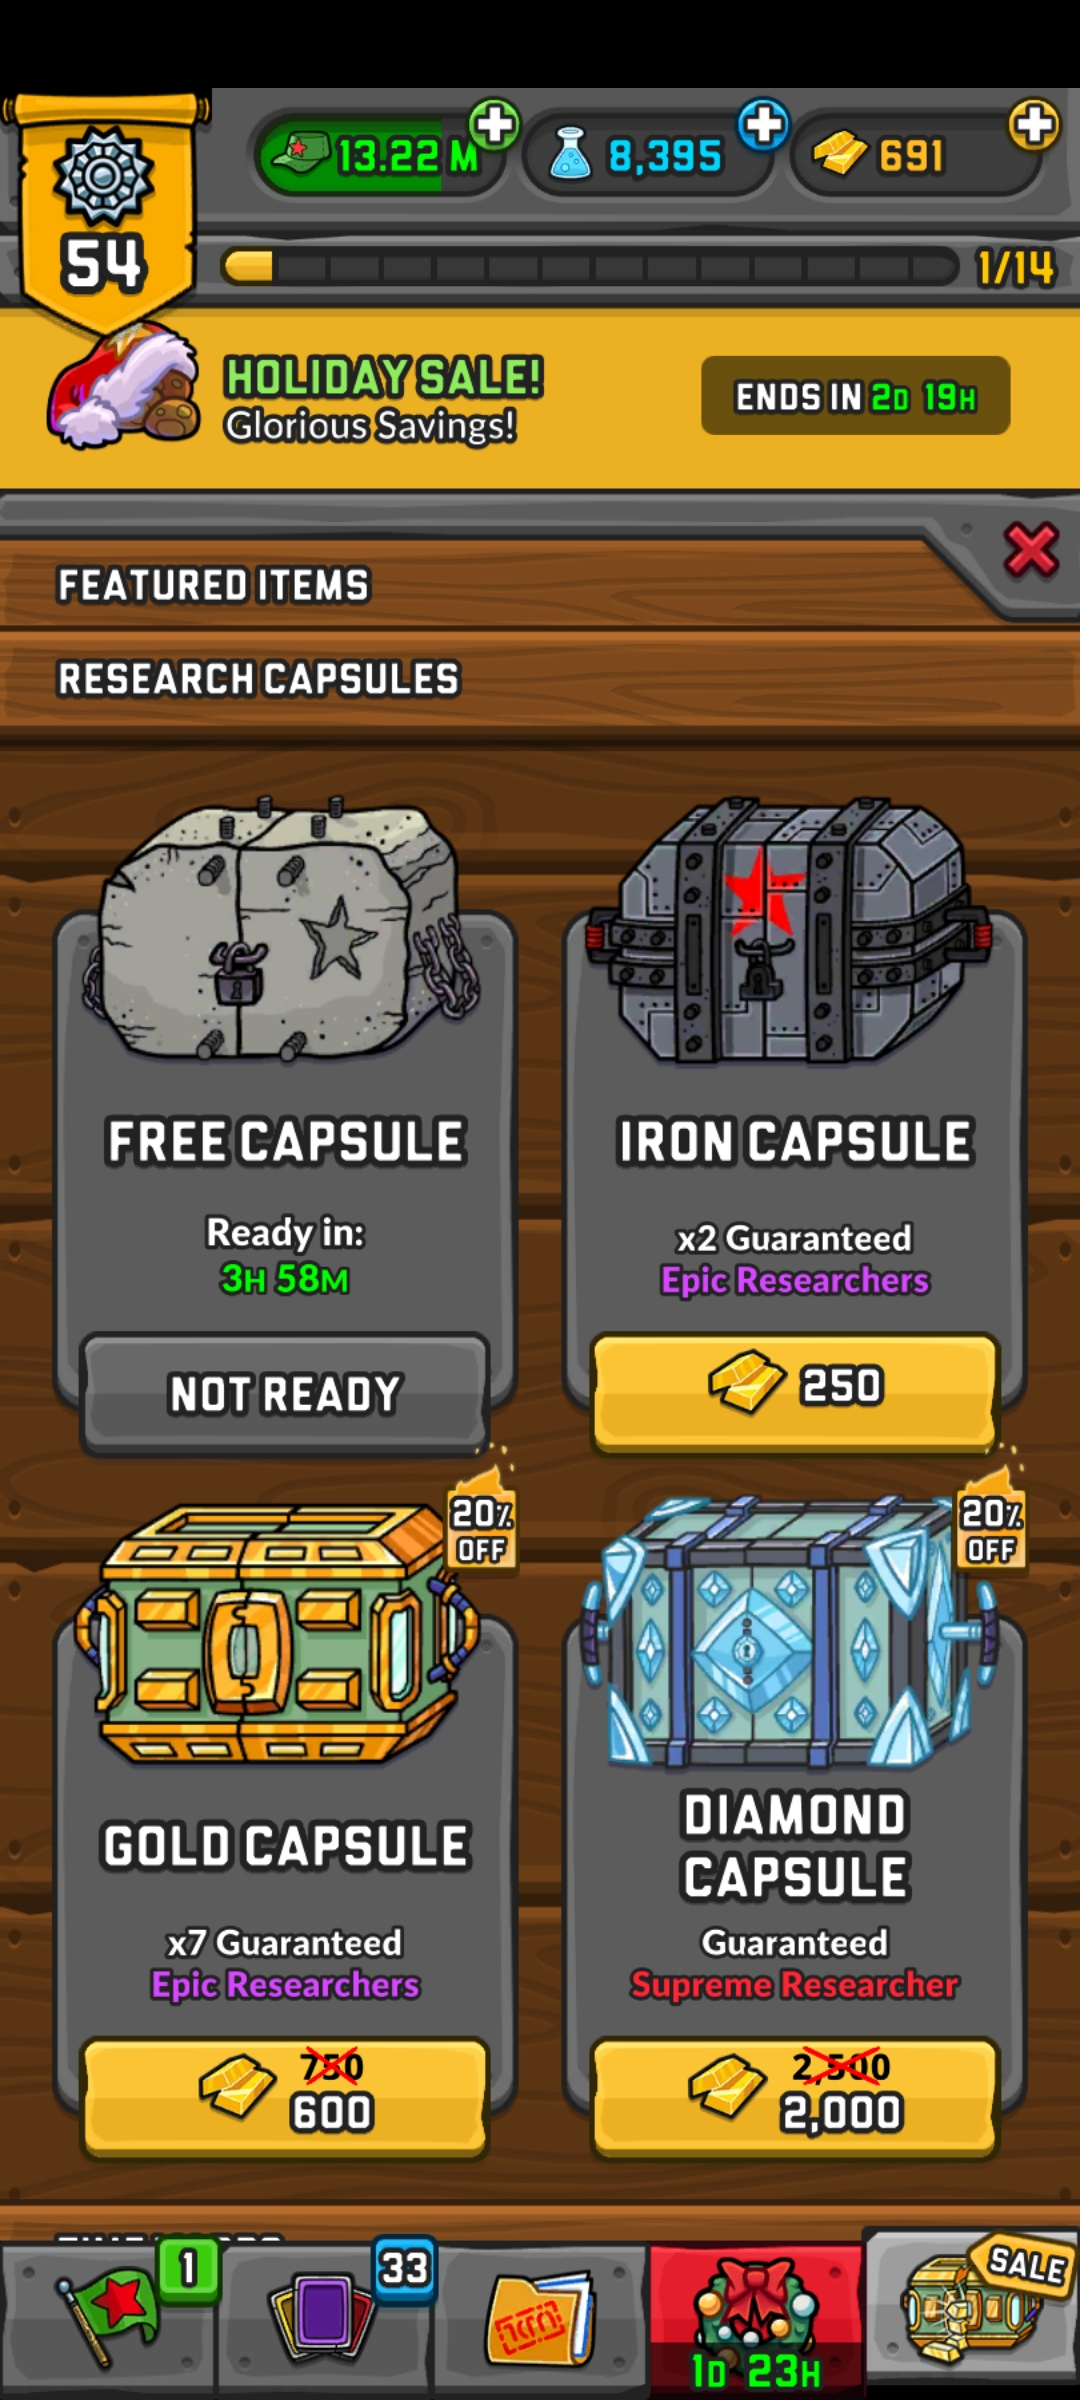 13.22 M
8,395
691
54
1/14
HOLIDAY SALE!
Glorious Savings!
ENDS IN 2D 19H
FEATURED ITEMS
RESEARCH CAPSULES
FREE CAPSULE
Ready in:
3H 58M
NOT READY
IRON CAPSULE
x2 Guaranteed
Epic Researchers
250
20% OFF
GOLD CAPSULE
x7 Guaranteed
Epic Researchers
750
600
20% OFF
DIAMOND
CAPSULE
Guaranteed
Supreme Researcher
2,500
2,000
1
33
1D 23H
SALE